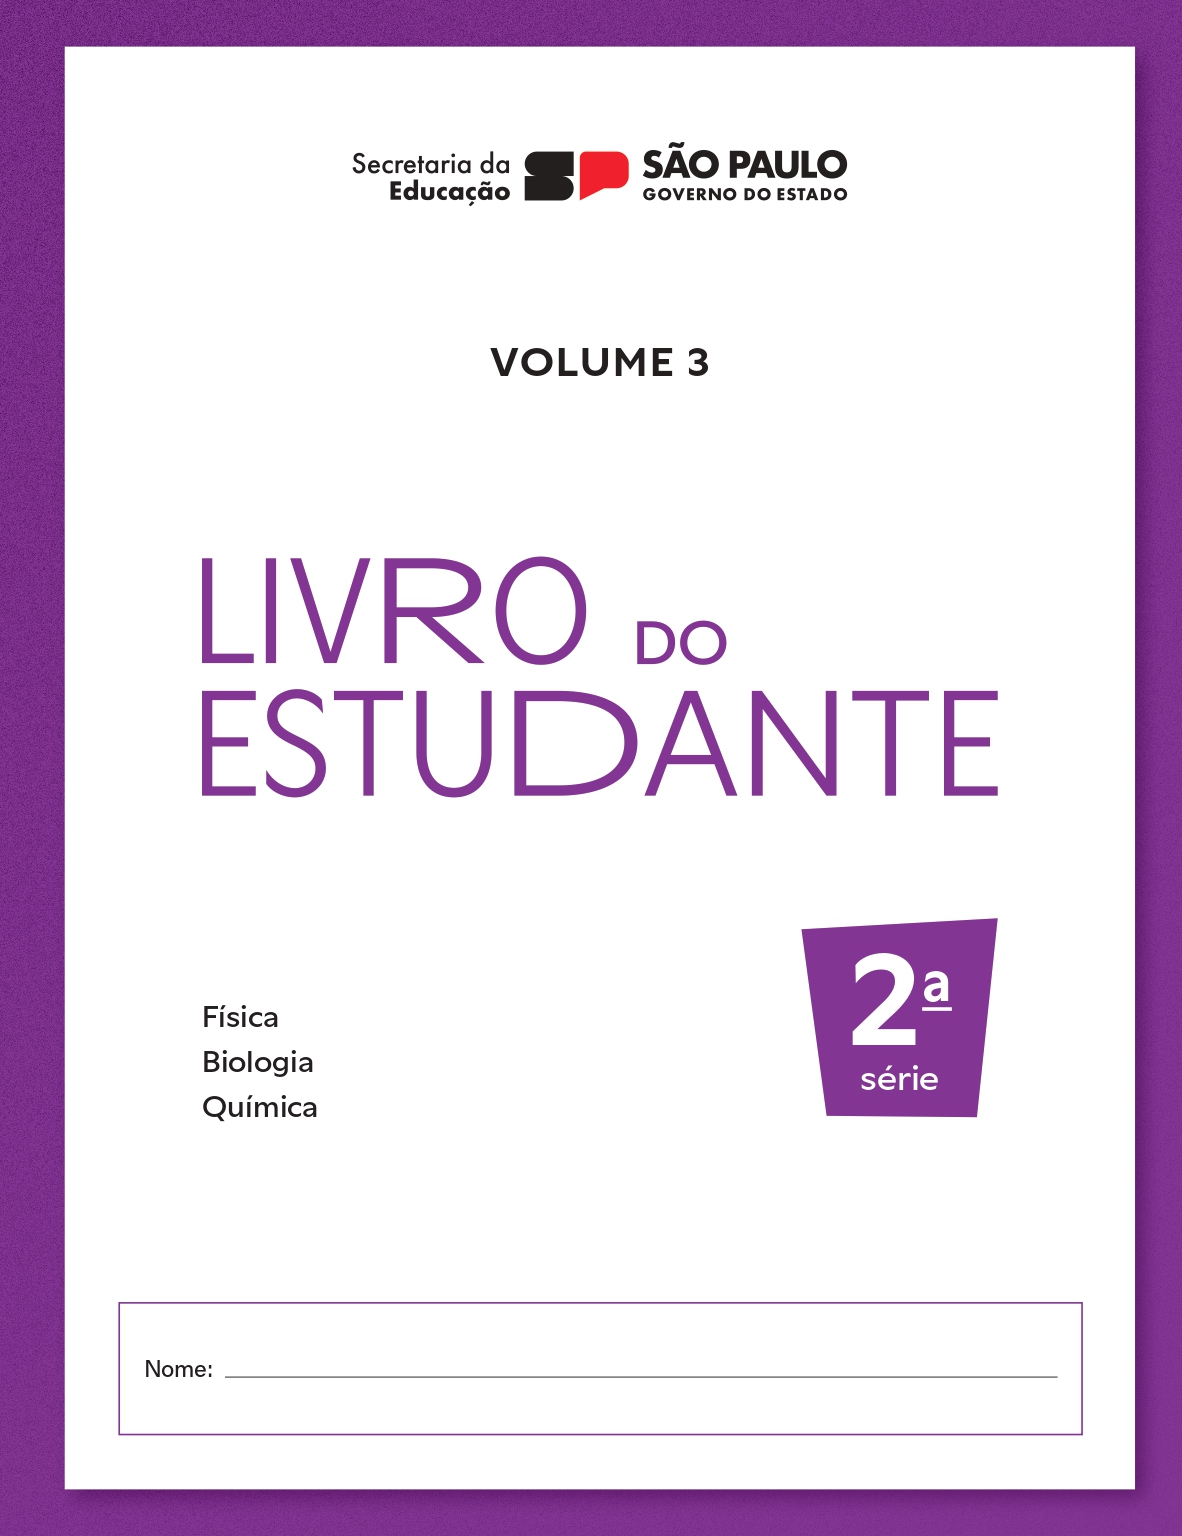 Secretaria da
Educação
SÃO PAULO
GOVERNO DO ESTADO
VOLUME 3
LIVRO DO
ESTUDANTE
2ª
série
Física
Biologia
Química
Nome: